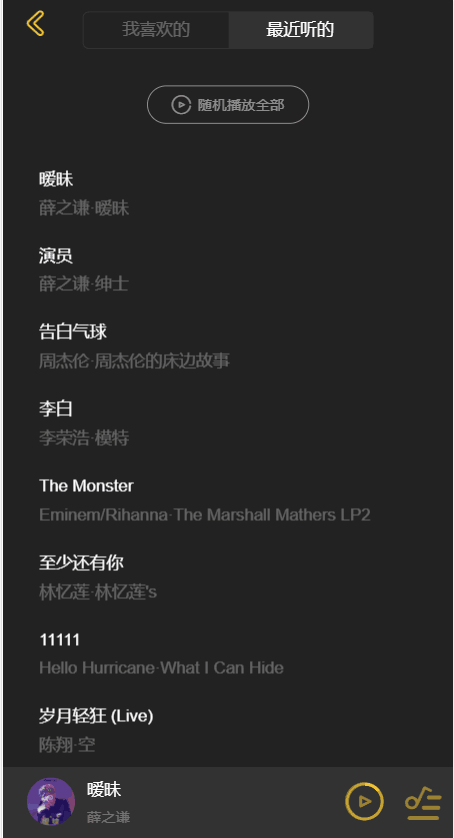 我喜欢的 最近听的
随机播放全部
暧昧
薛之谦·暧昧
演员
薛之谦·绅士
告白气球
周杰伦·周杰伦的床边故事
李白
李荣浩·模特
The Monster
Eminem/Rihanna·The Marshall Mathers LP2
至少还有你
林忆莲·林忆莲's
11111
Hello Hurricane·What I Can Hide
岁月轻狂 (Live)
陈翔·空
暧昧
薛之谦